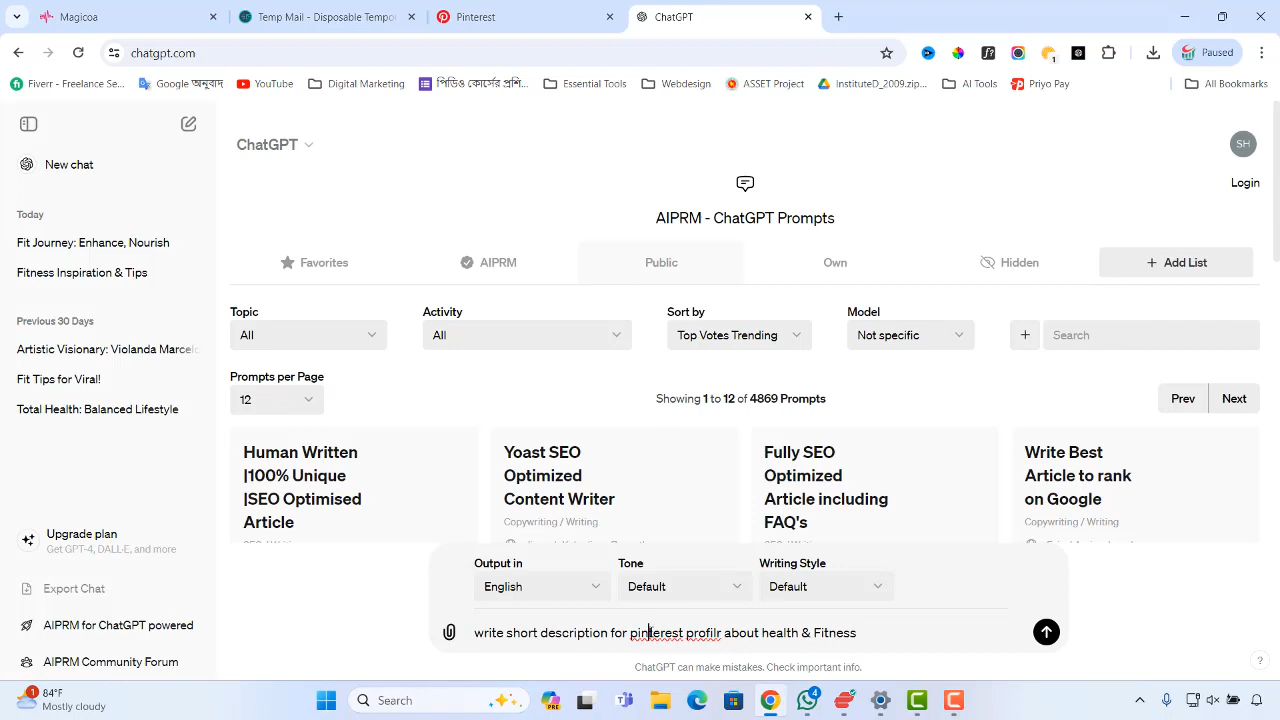 Magicoa
Temp Mail - Disposable Tempo
Pinterest
ChatGPT
chatgpt.com
1
Paused
Fiverr - Freelance Se...
Google অনুবাদ
YouTube
Digital Marketing
পিডিও কোর্সের প্রশি...
Essential Tools
Webdesign
ASSET Project
InstituteD_2009.zip...
AI Tools
Priyo Pay
All Bookmarks
ChatGPT
SH
New chat
Login
AIPRM - ChatGPT Prompts
Today
Fit Journey: Enhance, Nourish
Fitness Inspiration & Tips
Favorites
AIPRM
Public
Own
Hidden
+ Add List
Previous 30 Days
Artistic Visionary: Violanda Marcelo
Fit Tips for Viral!
Total Health: Balanced Lifestyle
Topic
Activity
Sort by
Model
All
All
Top Votes Trending
Not specific
+
Search
Prompts per Page
12
Showing 1 to 12 of 4869 Prompts
Prev
Next
Human Written
|100% Unique
|SEO Optimised
Article
Yoast SEO
Optimized
Content Writer
Copywriting / Writing
Fully SEO
Optimized
Article including
FAQ's
Write Best
Article to rank
on Google
Copywriting / Writing
Upgrade plan
Get GPT-4, DALL·E, and more
Export Chat
AIPRM for ChatGPT powered
AIPRM Community Forum
Output in
Tone
Writing Style
English
Default
Default
write short description for pinterest profilr about health & Fitness
ChatGPT can make mistakes. Check important info.
?
1
84°F
Mostly cloudy
Search
PRE
4